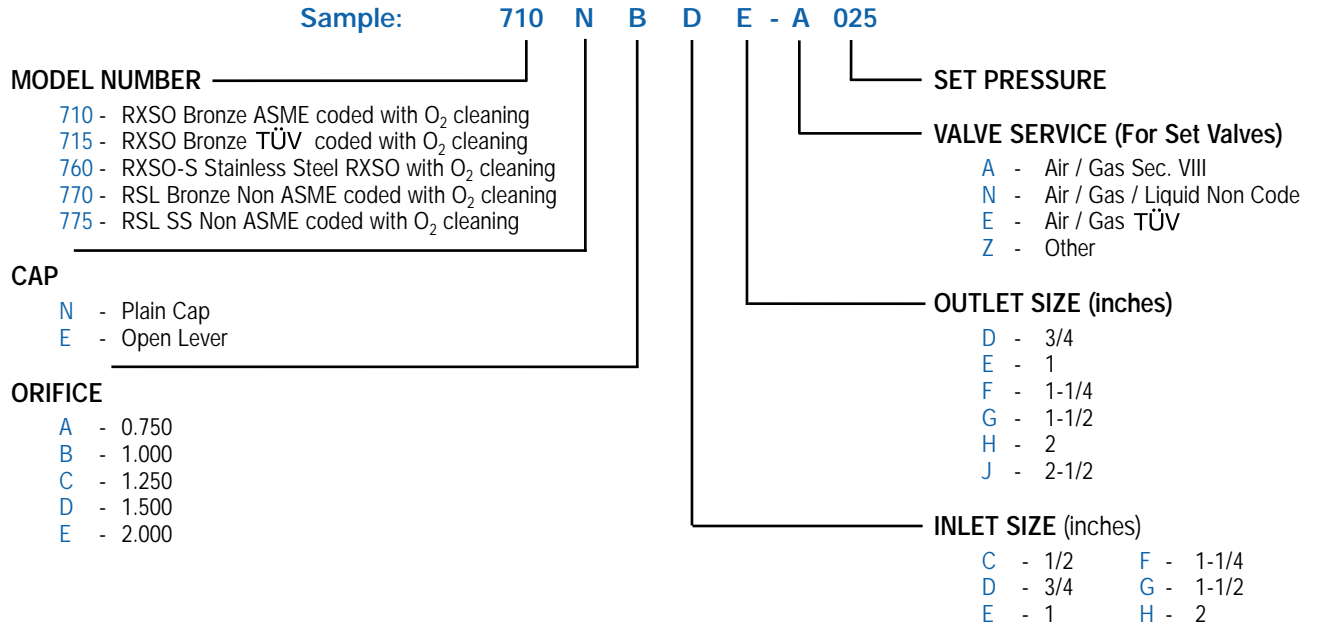 Sample: 710 N B D E - A 025
MODEL NUMBER
710 - RXSO Bronze ASME coded with O₂ cleaning
715 - RXSO Bronze TÜV coded with O₂ cleaning
760 - RXSO-S Stainless Steel RXSO with O₂ cleaning
770 - RSL Bronze Non ASME coded with O₂ cleaning
775 - RSL SS Non ASME coded with O₂ cleaning
CAP
N - Plain Cap
E - Open Lever
ORIFICE
A - 0.750
B - 1.000
C - 1.250
D - 1.500
E - 2.000
SET PRESSURE
VALVE SERVICE (For Set Valves)
A - Air / Gas Sec. VIII
N - Air / Gas / Liquid Non Code
E - Air / Gas TÜV
Z - Other
OUTLET SIZE (inches)
D - 3/4
E - 1
F - 1-1/4
G - 1-1/2
H - 2
J - 2-1/2
INLET SIZE (inches)
C - 1/2 F - 1-1/4
D - 3/4 G - 1-1/2
E - 1 H - 2